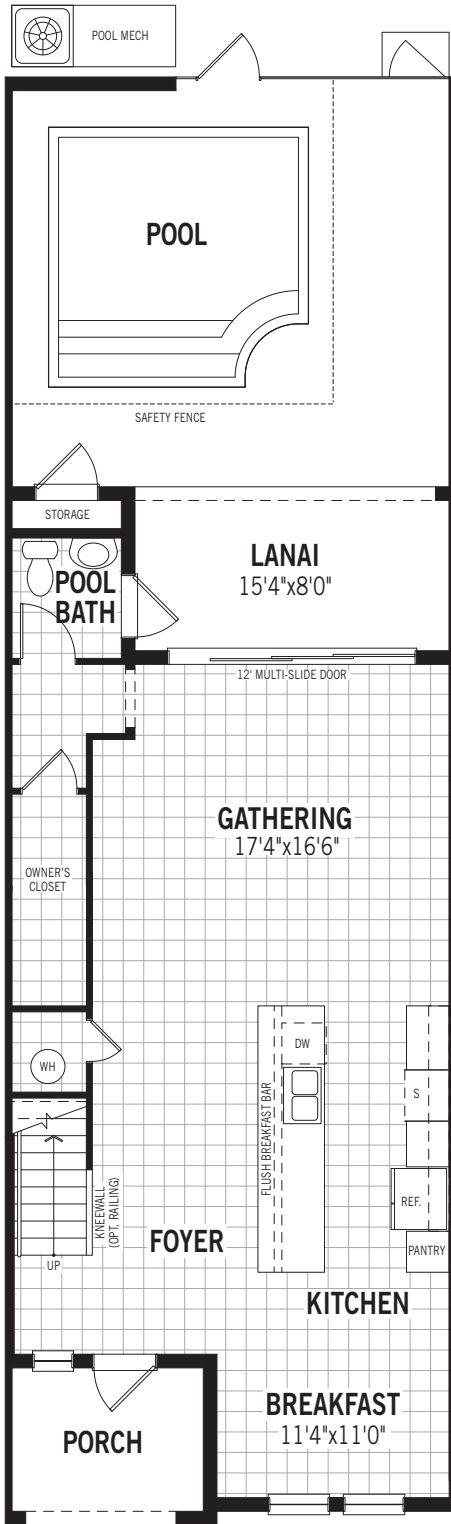 POOL MECH
POOL
SAFETY FENCE
STORAGE
LANAI
15'4"x8'0"
POOL
BATH
12' MULTI-SLIDE DOOR
GATHERING
17'4"x16'6"
OWNER'S
CLOSET
DW
WH
S
FLUSH BREAKFAST BAR
KNEEWALL
(OPT. RAILING)
REF.
FOYER
PANTRY
UP
KITCHEN
BREAKFAST
11'4"x11'0"
PORCH